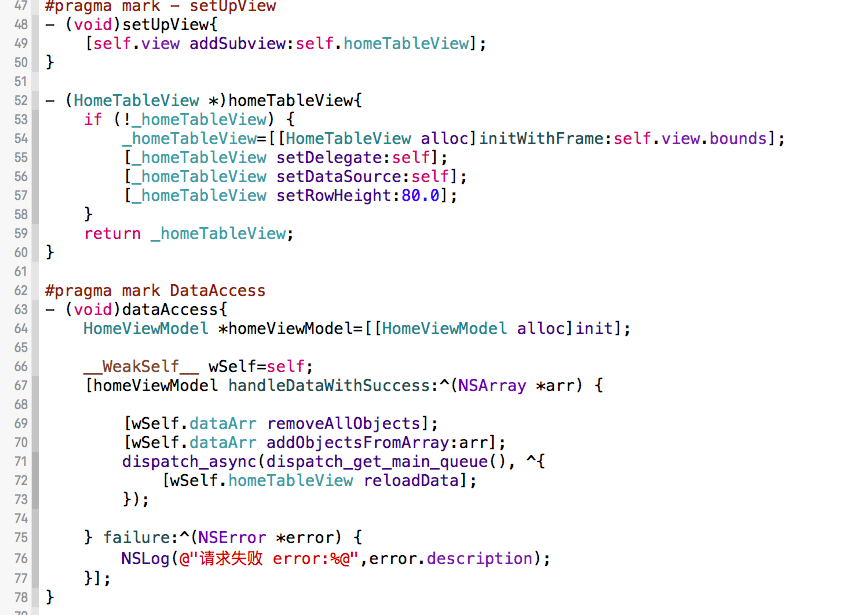 47 #pragma mark - setUpView
48 - (void)setUpView{
49     [self.view addSubview:self.homeTableView];
50 }
51
52 - (HomeTableView *)homeTableView{
53     if (!_homeTableView) {
54         _homeTableView=[[HomeTableView alloc]initWithFrame:self.view.bounds];
55         [_homeTableView setDelegate:self];
56         [_homeTableView setDataSource:self];
57         [_homeTableView setRowHeight:80.0];
58     }
59     return _homeTableView;
60 }
61
62 #pragma mark DataAccess
63 - (void)dataAccess{
64     HomeViewModel *homeViewModel=[[HomeViewModel alloc]init];
65
66     __WeakSelf__ wSelf=self;
67     [homeViewModel handleDataWithSuccess:^(NSArray *arr) {
68
69         [wSelf.dataArr removeAllObjects];
70         [wSelf.dataArr addObjectsFromArray:arr];
71         dispatch_async(dispatch_get_main_queue(), ^{
72             [wSelf.homeTableView reloadData];
73         });
74
75     } failure:^(NSError *error) {
76         NSLog(@"请求失败 error:%@",error.description);
77     }];
78 }